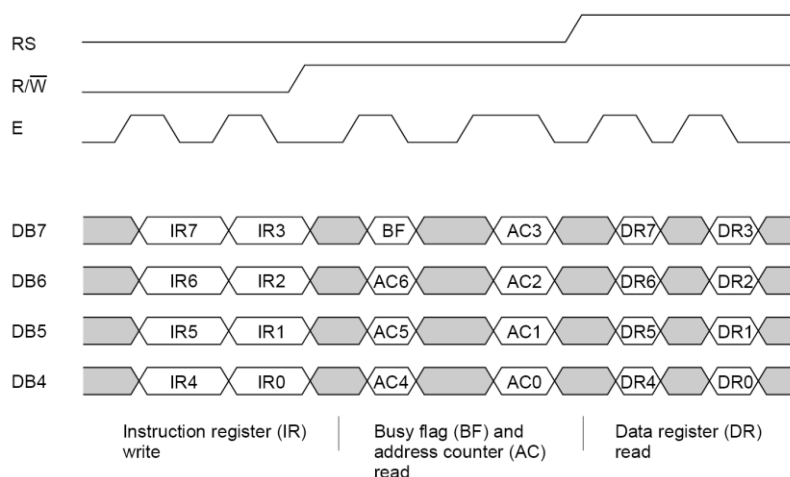 RS
R/W
E
DB7 IR7 IR3 BF AC3 DR7 DR3
DB6 IR6 IR2 AC6 AC2 DR6 DR2
DB5 IR5 IR1 AC5 AC1 DR5 DR1
DB4 IR4 IR0 AC4 AC0 DR4 DR0
Instruction register (IR)
write
Busy flag (BF) and
address counter (AC)
read
Data register (DR)
read